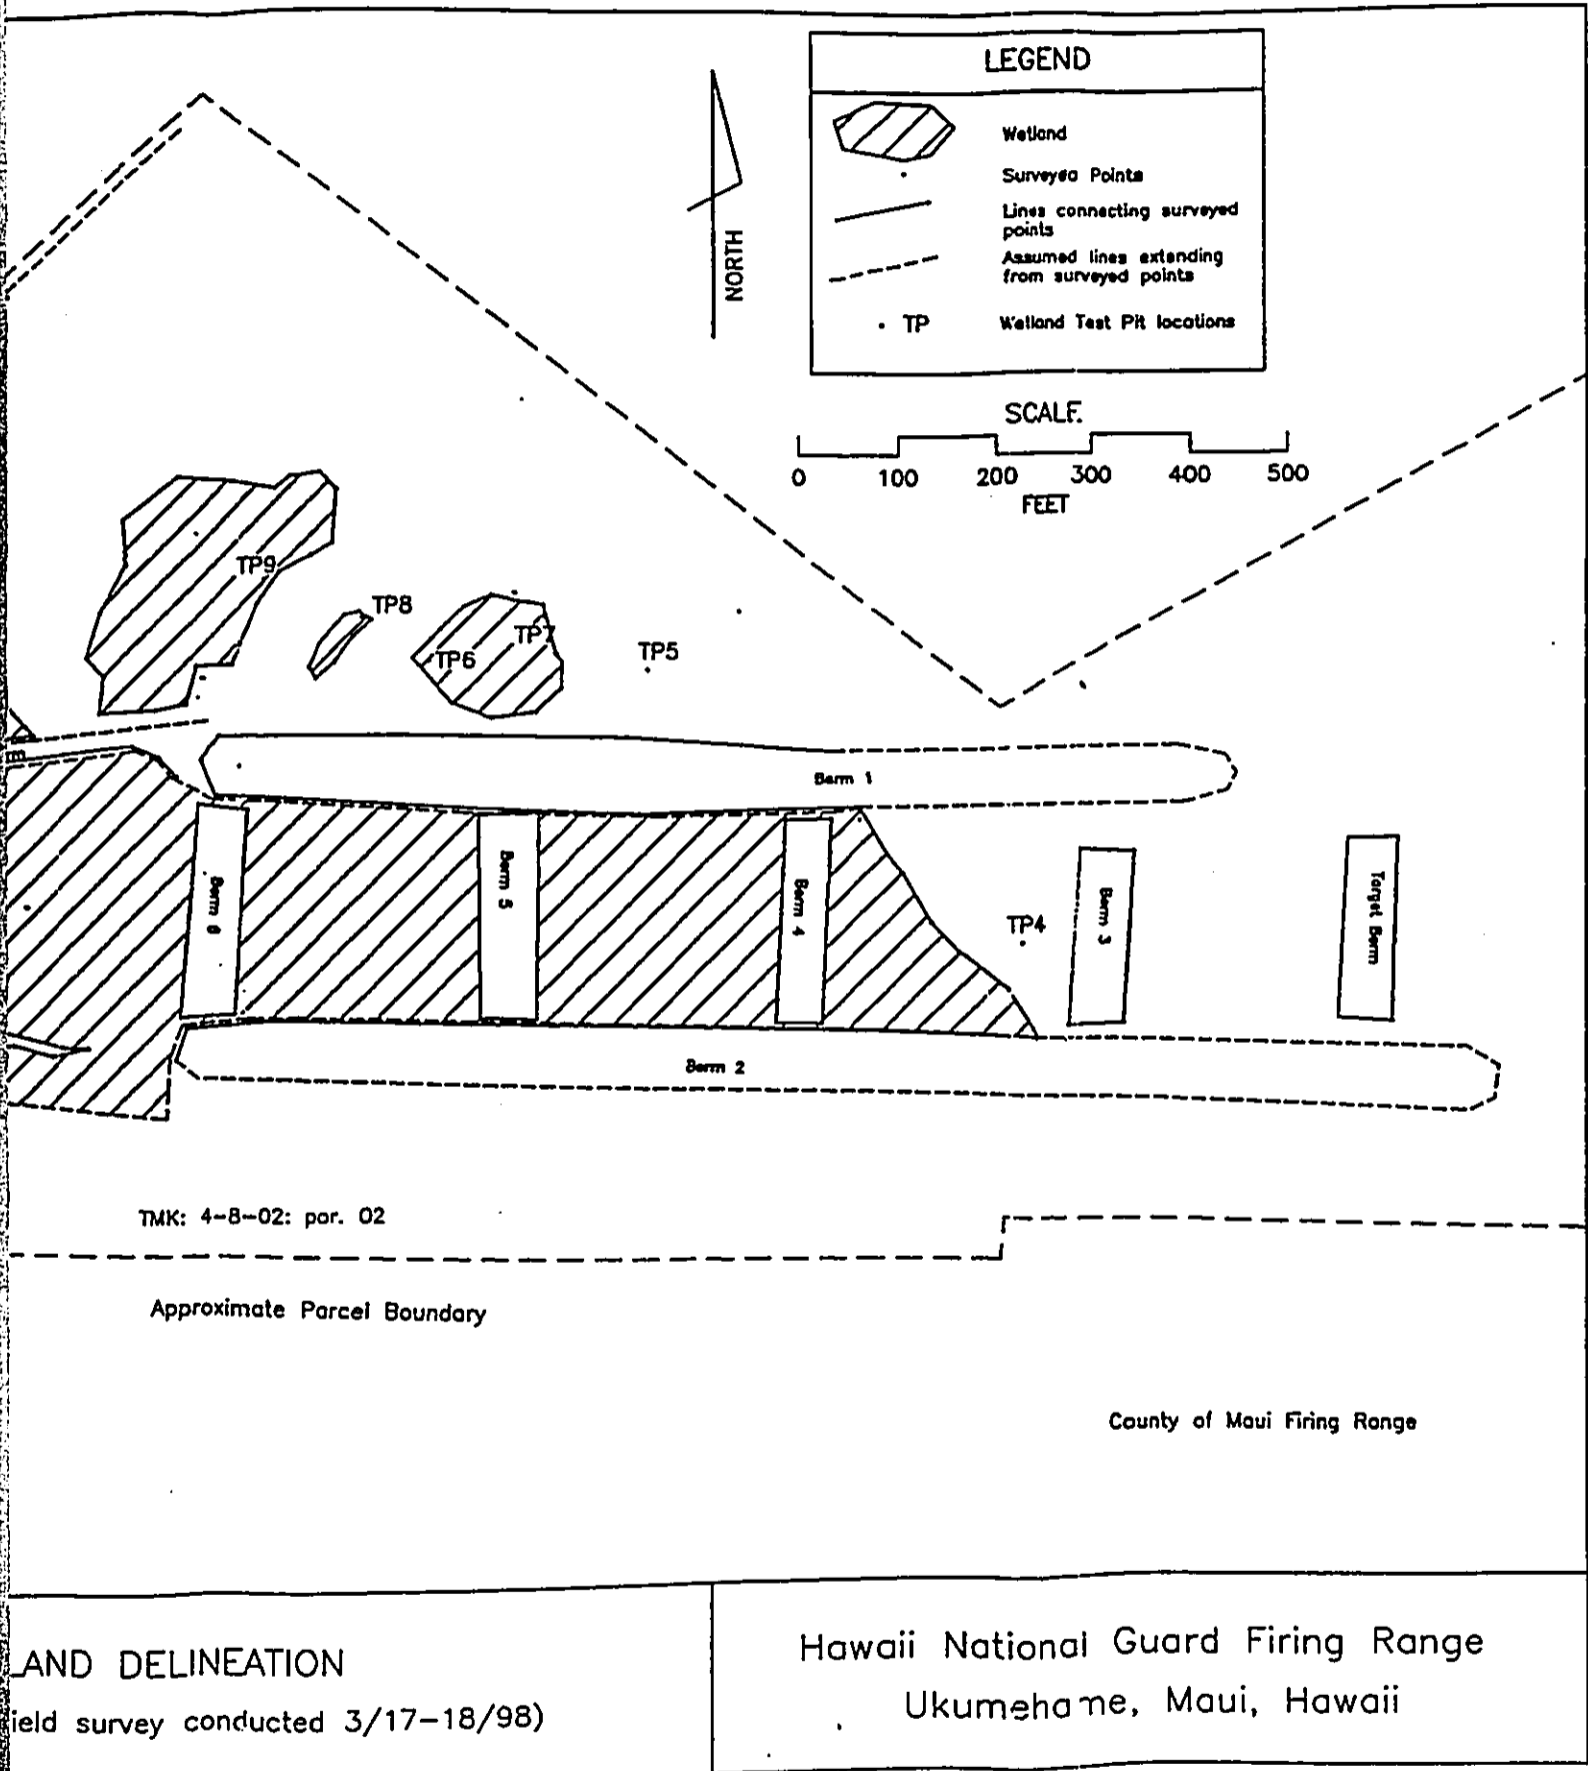 LEGEND
Wetland
Surveyed Points
Lines connecting surveyed
points
Assumed lines extending
from surveyed points
TP
Wetland Test Pit locations
NORTH
SCALE
0 100 200 300 400 500
FEET
TP9
TP8
TP7
TP6
TP5
Berm 1
Berm 6
Berm 5
Berm 4
TP4
Berm 3
Target Berm
Berm 2
TMK: 4-8-02: par. 02
Approximate Parcel Boundary
County of Maui Firing Range
AND DELINEATION
ield survey conducted 3/17-18/98)
Hawaii National Guard Firing Range
Ukumehame, Maui, Hawaii